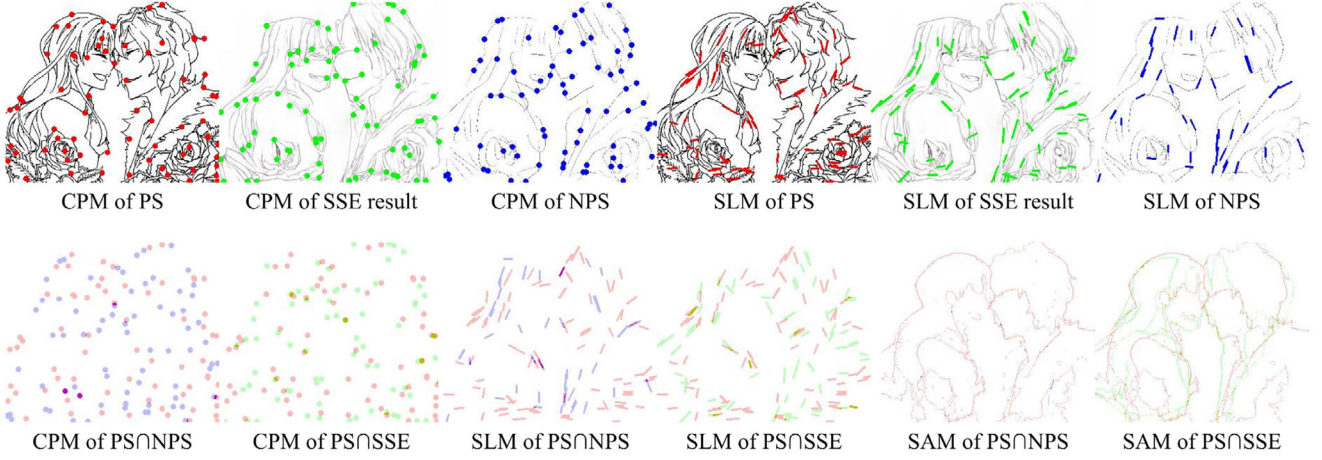 CPM of PS
CPM of SSE result
CPM of NPS
SLM of PS
SLM of SSE result
SLM of NPS
CPM of PS∩NPS
CPM of PS∩SSE
SLM of PS∩NPS
SLM of PS∩SSE
SAM of PS∩NPS
SAM of PS∩SSE